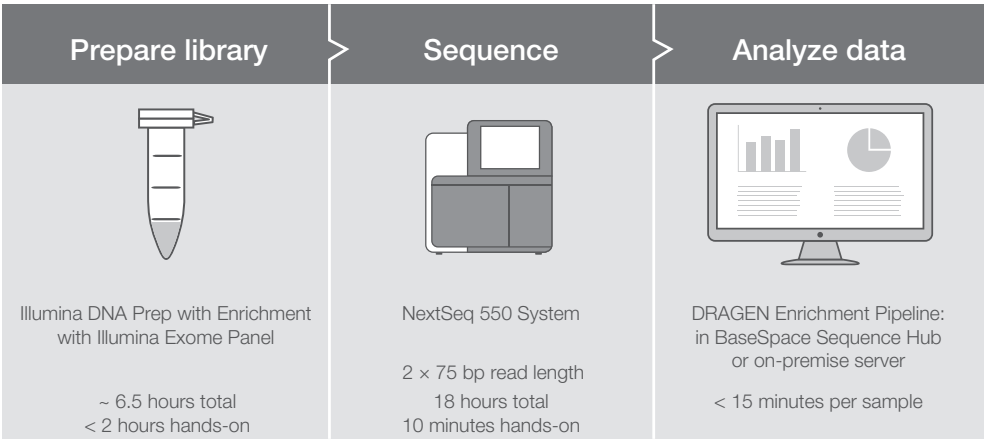 Prepare library
Sequence
Analyze data
Illumina DNA Prep with Enrichment
with Illumina Exome Panel
~ 6.5 hours total
< 2 hours hands-on
NextSeq 550 System
2 × 75 bp read length
18 hours total
10 minutes hands-on
DRAGEN Enrichment Pipeline:
in BaseSpace Sequence Hub
or on-premise server
< 15 minutes per sample